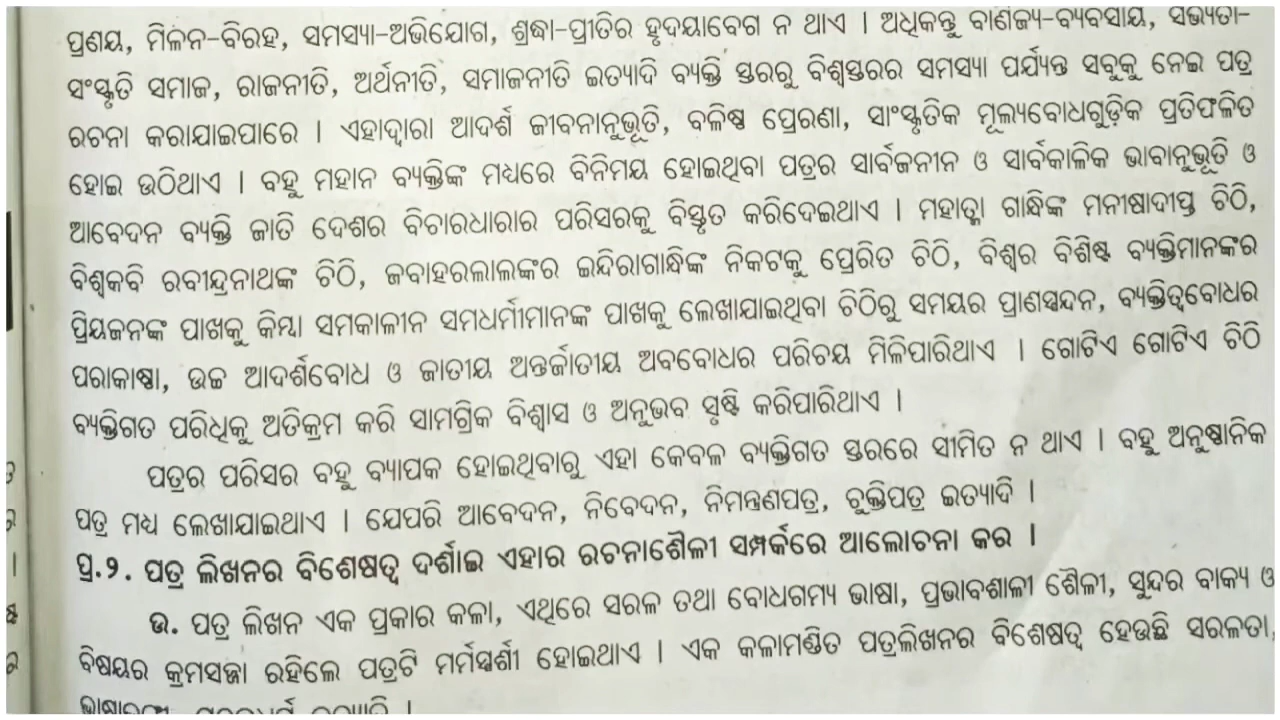 ପ୍ରଣୟ, ମିଳନ-ବିରହ, ସମସ୍ୟା-ଅଭିଯୋଗ, ଶ୍ରଦ୍ଧା-ପ୍ରୀତିର ହୃଦୟାବେଗ ନ ଥାଏ । ଅଧିକନ୍ତୁ ବାଣିଜ୍ୟ-ବ୍ୟବସାୟ, ସଭ୍ୟତା-
ସଂସ୍କୃତି ସମାଜ, ରାଜନୀତି, ଅର୍ଥନୀତି, ସମାଜନୀତି ଇତ୍ୟାଦି ବ୍ୟକ୍ତି ସ୍ତରରୁ ବିଶ୍ୱସ୍ତରର ସମସ୍ୟା ପର୍ଯ୍ୟନ୍ତ ସବୁକୁ ନେଇ ପତ୍ର
ରଚନା କରାଯାଇପାରେ । ଏହାଦ୍ୱାରା ଆଦର୍ଶ ଜୀବନାନୁଭୂତି, ବଳିଷ୍ଠ ପ୍ରେରଣା, ସାଂସ୍କୃତିକ ମୂଲ୍ୟବୋଧଗୁଡ଼ିକ ପ୍ରତିଫଳିତ
ହୋଇ ଉଠିଥାଏ । ବହୁ ମହାନ ବ୍ୟକ୍ତିଙ୍କ ମଧ୍ୟରେ ବିନିମୟ ହୋଇଥିବା ପତ୍ରର ସାର୍ବଜନୀନ ଓ ସାର୍ବକାଳିକ ଭାବାନୁଭୂତି ଓ
ଆବେଦନ ବ୍ୟକ୍ତି ଜାତି ଦେଶର ବିଚାରଧାରାର ପରିସରକୁ ବିସ୍ତୃତ କରିଦେଇଥାଏ । ମହାତ୍ମା ଗାନ୍ଧିଙ୍କ ମନୀଷାଦୀପ୍ତ ଚିଠି,
ବିଶ୍ୱକବି ରବୀନ୍ଦ୍ରନାଥଙ୍କ ଚିଠି, ଜବାହରଲାଲଙ୍କର ଇନ୍ଦିରାଗାନ୍ଧିଙ୍କ ନିକଟକୁ ପ୍ରେରିତ ଚିଠି, ବିଶ୍ୱର ବିଶିଷ୍ଟ ବ୍ୟକ୍ତିମାନଙ୍କର
ପ୍ରିୟଜନଙ୍କ ପାଖକୁ କିମ୍ବା ସମକାଳୀନ ସମଧର୍ମୀମାନଙ୍କ ପାଖକୁ ଲେଖାଯାଇଥିବା ଚିଠିରୁ ସମୟର ପ୍ରାଣସ୍ପନ୍ଦନ, ବ୍ୟକ୍ତିତ୍ୱବୋଧର
ପରାକାଷ୍ଠା, ଉଚ୍ଚ ଆଦର୍ଶବୋଧ ଓ ଜାତୀୟ ଅନ୍ତର୍ଜାତୀୟ ଅବବୋଧର ପରିଚୟ ମିଳିପାରିଥାଏ । ଗୋଟିଏ ଗୋଟିଏ ଚିଠି
ବ୍ୟକ୍ତିଗତ ପରିଧିକୁ ଅତିକ୍ରମ କରି ସାମଗ୍ରିକ ବିଶ୍ୱାସ ଓ ଅନୁଭବ ସୃଷ୍ଟି କରିପାରିଥାଏ ।
ପତ୍ରର ପରିସର ବହୁ ବ୍ୟାପକ ହୋଇଥିବାରୁ ଏହା କେବଳ ବ୍ୟକ୍ତିଗତ ସ୍ତରରେ ସୀମିତ ନ ଥାଏ । ବହୁ ଅନୁଷ୍ଠାନିକ
ପତ୍ର ମଧ୍ୟ ଲେଖାଯାଇଥାଏ । ଯେପରି ଆବେଦନ, ନିବେଦନ, ନିମନ୍ତ୍ରଣପତ୍ର, ଚୁକ୍ତିପତ୍ର ଇତ୍ୟାଦି ।
ପ୍ର.୨. ପତ୍ର ଲିଖନର ବିଶେଷତ୍ୱ ଦର୍ଶାଇ ଏହାର ରଚନାଶୈଳୀ ସମ୍ପର୍କରେ ଆଲୋଚନା କର ।
ଉ. ପତ୍ର ଲିଖନ ଏକ ପ୍ରକାର କଳା, ଏଥିରେ ସରଳ ତଥା ବୋଧଗମ୍ୟ ଭାଷା, ପ୍ରଭାବଶାଳୀ ଶୈଳୀ, ସୁନ୍ଦର ବାକ୍ୟ ଓ
ବିଷୟର କ୍ରମସଜ୍ଜା ରହିଲେ ପତ୍ରଟି ମର୍ମସ୍ପର୍ଶୀ ହୋଇଥାଏ । ଏକ କଳାମଣ୍ଡିତ ପତ୍ରଲିଖନର ବିଶେଷତ୍ୱ ହେଉଛି ସରଳତା,